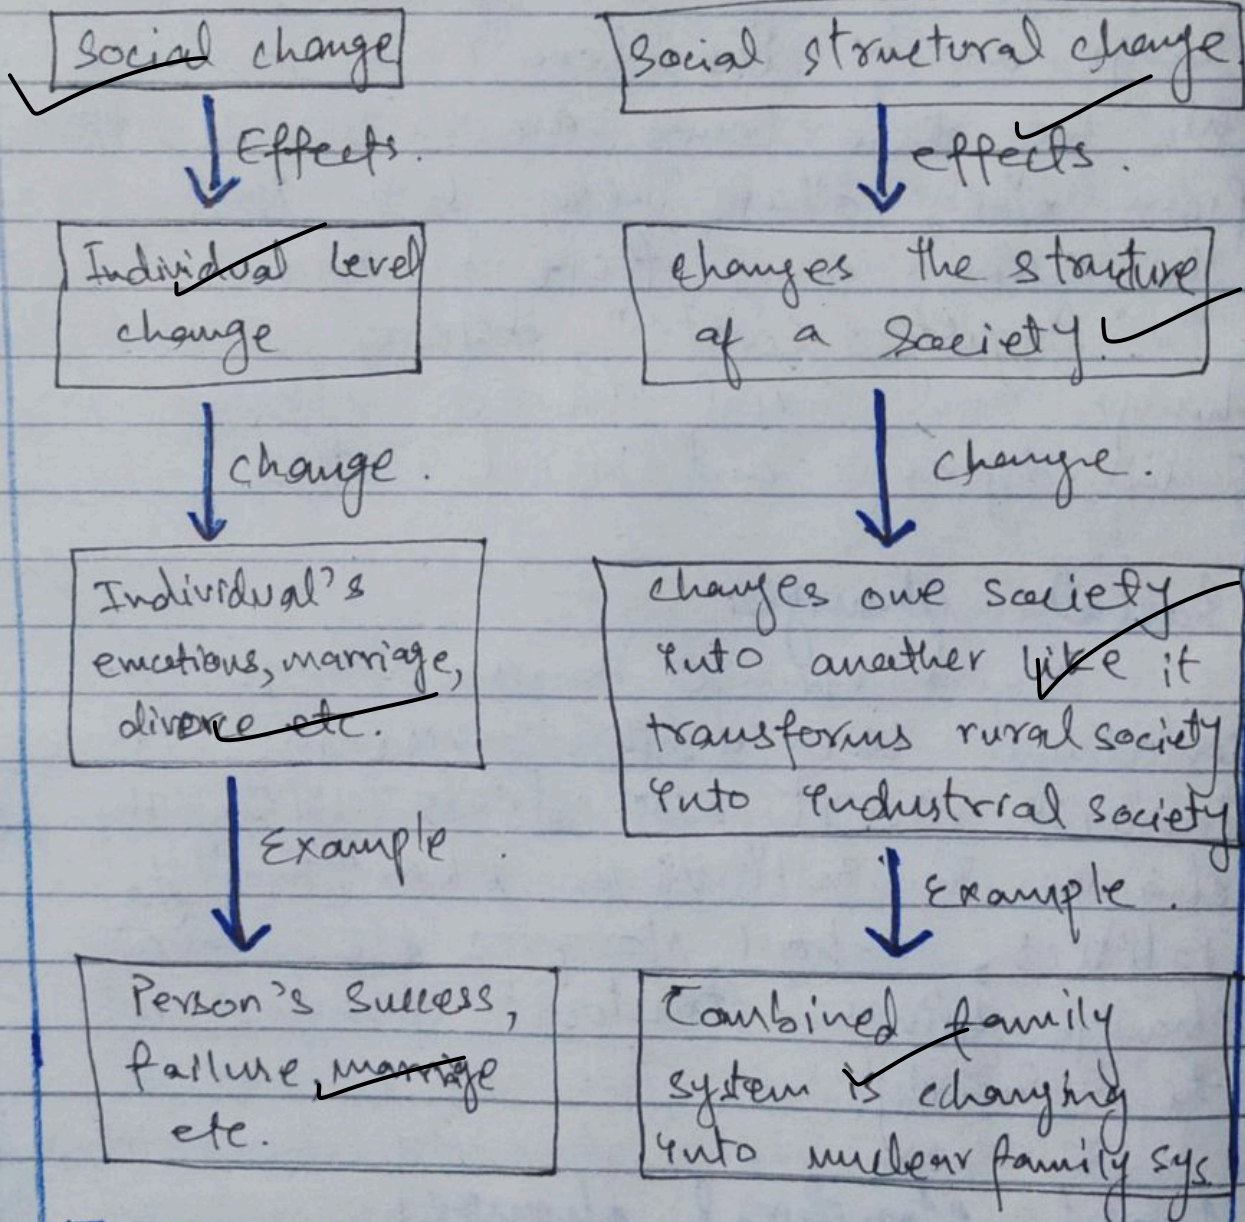 Social change
Effects.
Individual level
change
change.
Individual's
emotions, marriage,
divorce etc.
Example
Person's Success,
failure, marrige
etc.
Social structural change
effects.
changes the structure
of a Society.
change.
changes one society
into another like it
transforms rural society
into industrial society
Example.
Combined family
system is changing
into nuclear family sys.